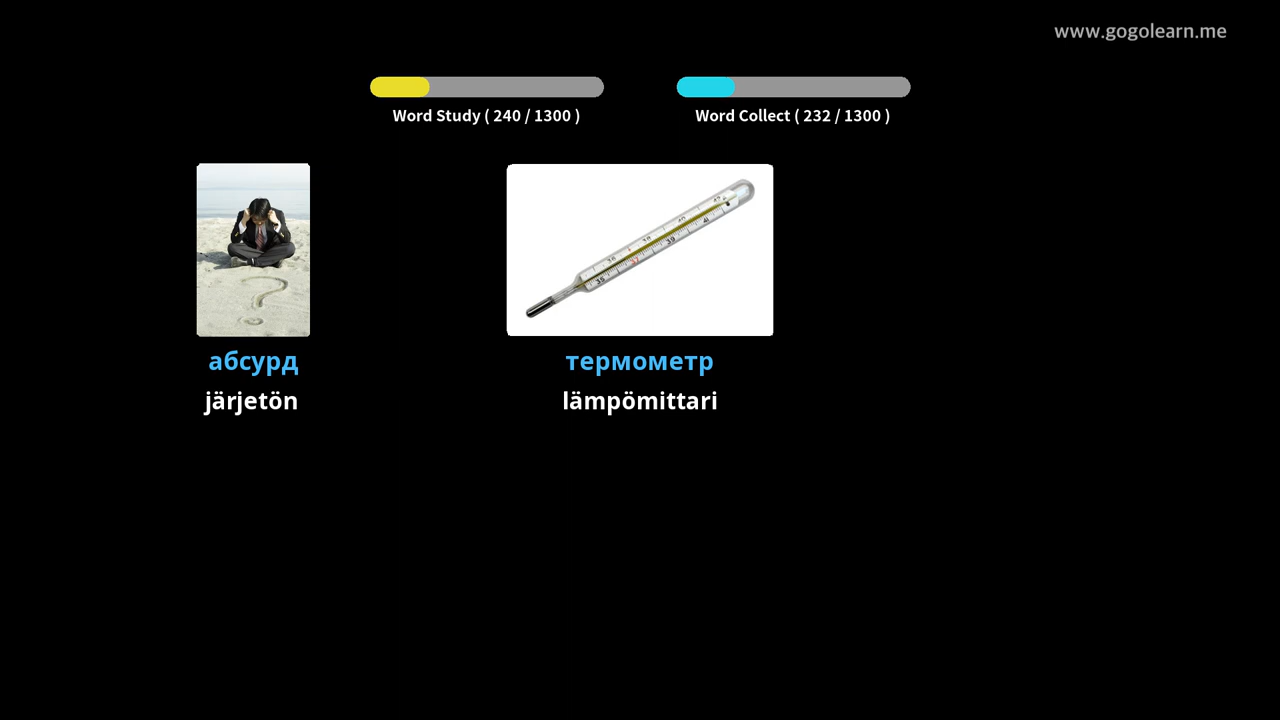 www.gogolearn.me
Word Study ( 240 / 1300 )
Word Collect ( 232 / 1300 )
абсурд
järjetön
термометр
lämpömittari